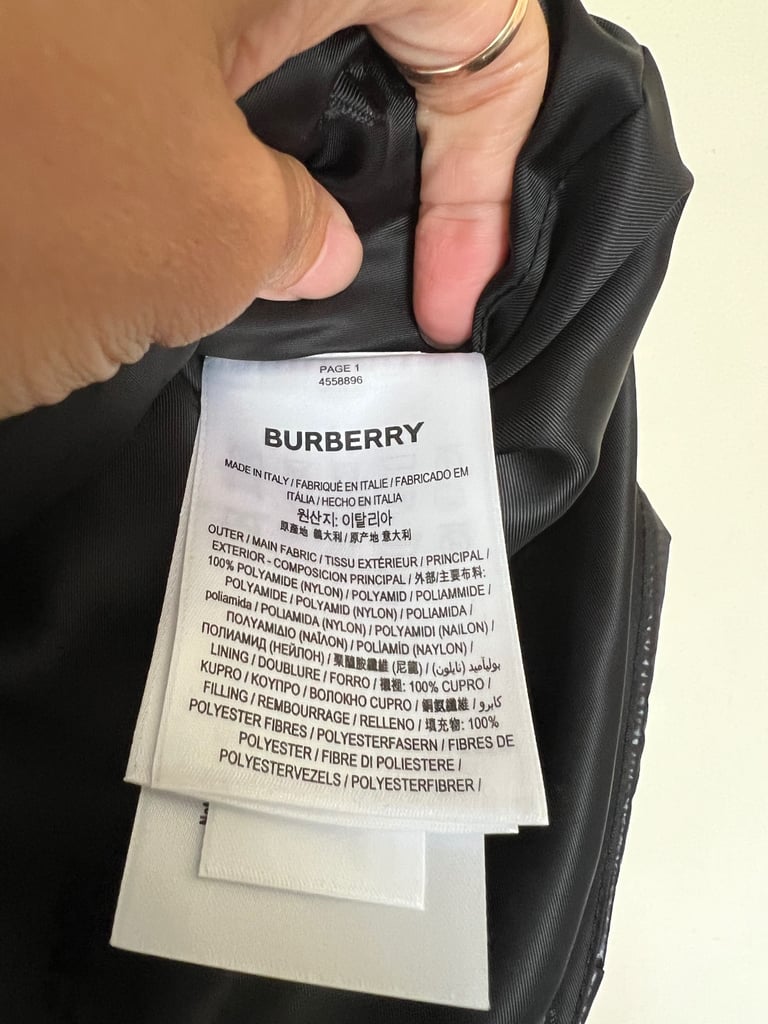 PAGE 1
4558896
BURBERRY
MADE IN ITALY / FABRIQUÉ EN ITALIE / FABRICADO EM
ITÁLIA / HECHO EN ITALIA
원산지: 이탈리아
原產地 義大利 / 原产地 意大利
OUTER / MAIN FABRIC / TISSU EXTÉRIEUR / PRINCIPAL /
EXTERIOR - COMPOSICION PRINCIPAL / 外部/主要布料:
100% POLYAMIDE (NYLON) / POLYAMID / POLIAMMIDE /
POLYAMIDE / POLYAMID (NYLON) / POLIAMIDA /
poliamida / POLIAMIDA (NYLON) / POLIAMIDA /
ΠΟΛΥΑΜΙΔΙΟ (ΝΑΪΛΟΝ) / POLYAMIDI (NAILON) /
ПОЛИАМИД (НЕЙЛОН) / POLİAMİD (NAYLON) /
聚醯胺纖維 (尼龍) / بوليأميد (نايلون)
LINING / DOUBLURE / FORRO / 襯裡: 100% CUPRO /
KUPRO / ΚΟΥΠΡΟ / ВОЛОКНО CUPRO / 銅氨纖維 / كابرو
FILLING / REMBOURRAGE / RELLENO / 填充物: 100%
POLYESTER FIBRES / POLYESTERFASERN / FIBRES DE
POLYESTER / FIBRE DI POLIESTERE /
POLYESTERVEZELS / POLYESTERFIBRER /